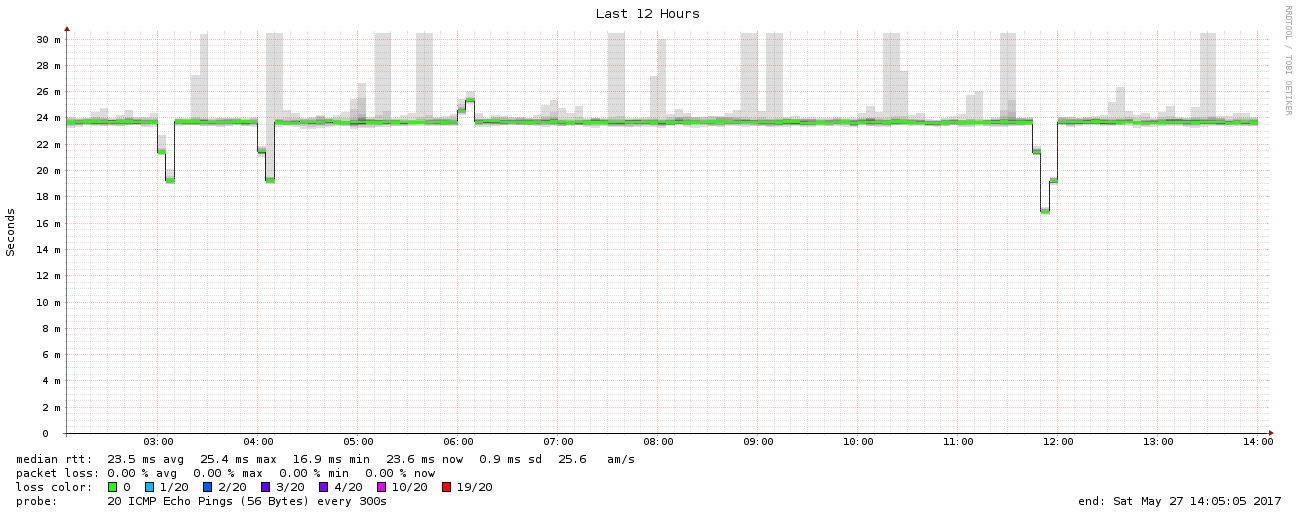 Last 12 Hours
RRDTOOL / TOBI OETIKER
Seconds
30 m
28 m
26 m
24 m
22 m
20 m
18 m
16 m
14 m
12 m
10 m
8 m
6 m
4 m
2 m
0
03:00 04:00 05:00 06:00 07:00 08:00 09:00 10:00 11:00 12:00 13:00 14:00
median rtt: 23.5 ms avg 25.4 ms max 16.9 ms min 23.6 ms now 0.9 ms sd 25.6 am/s
packet loss: 0.00 % avg 0.00 % max 0.00 % min 0.00 % now
loss color: 0 1/20 2/20 3/20 4/20 10/20 19/20
probe: 20 ICMP Echo Pings (56 Bytes) every 300s end: Sat May 27 14:05:05 2017